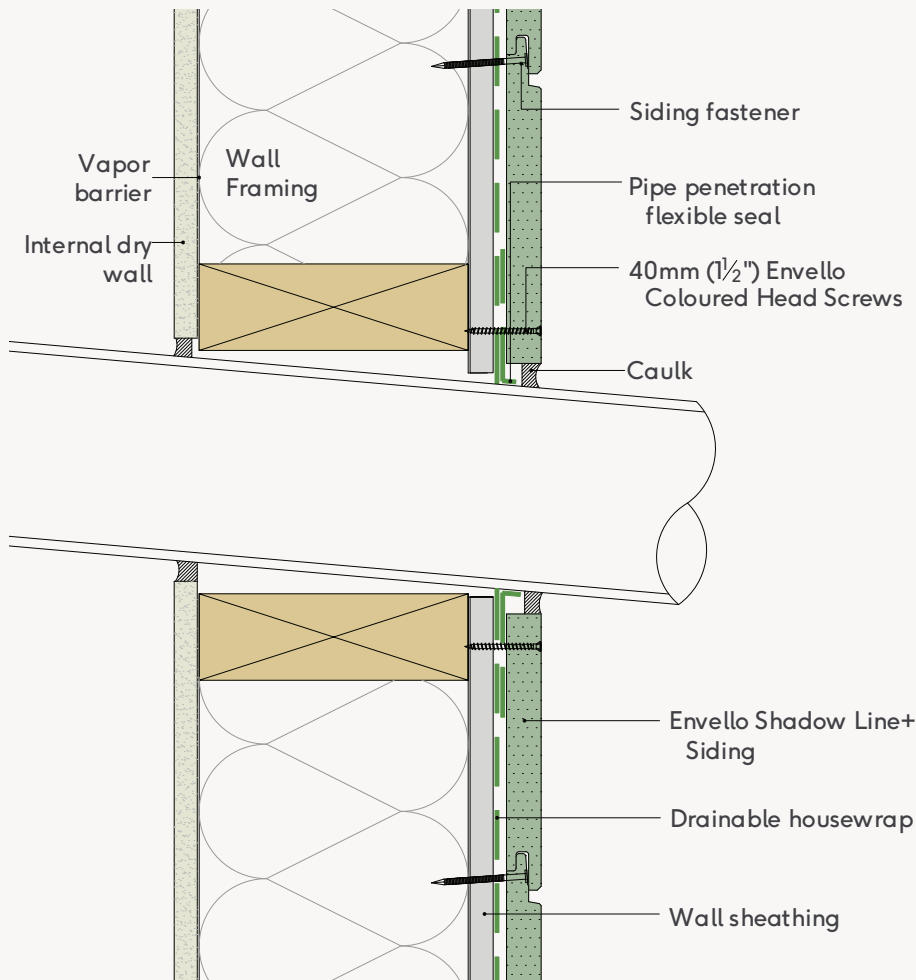 Siding fastener
Vapor
barrier
Wall
Framing
Pipe penetration
flexible seal
Internal dry
wall
40mm (1½") Envello
Coloured Head Screws
Caulk
Envello Shadow Line+
Siding
Drainable housewrap
Wall sheathing